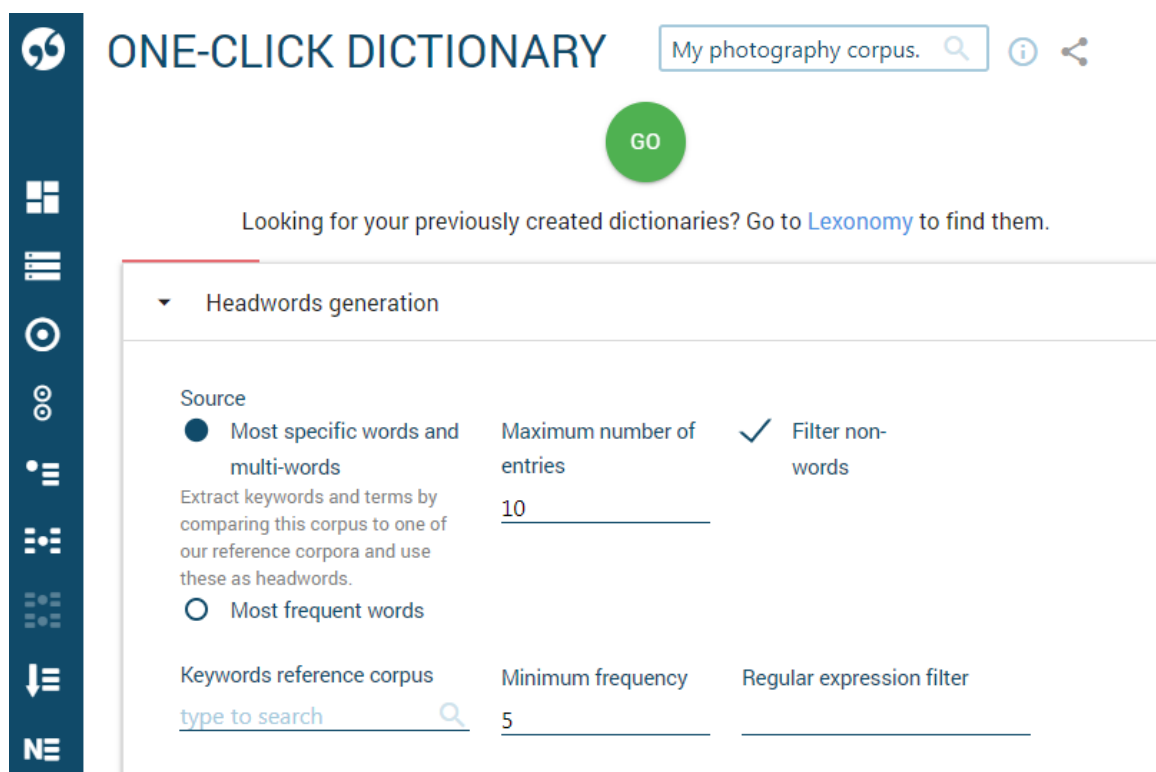 ONE-CLICK DICTIONARY
My photography corpus.
GO
Looking for your previously created dictionaries? Go to Lexonomy to find them.
Headwords generation
Source
Most specific words and
multi-words
Extract keywords and terms by
comparing this corpus to one of
our reference corpora and use
these as headwords.
Most frequent words
Maximum number of
entries
10
Filter non-
words
Keywords reference corpus
type to search
Minimum frequency
5
Regular expression filter
N